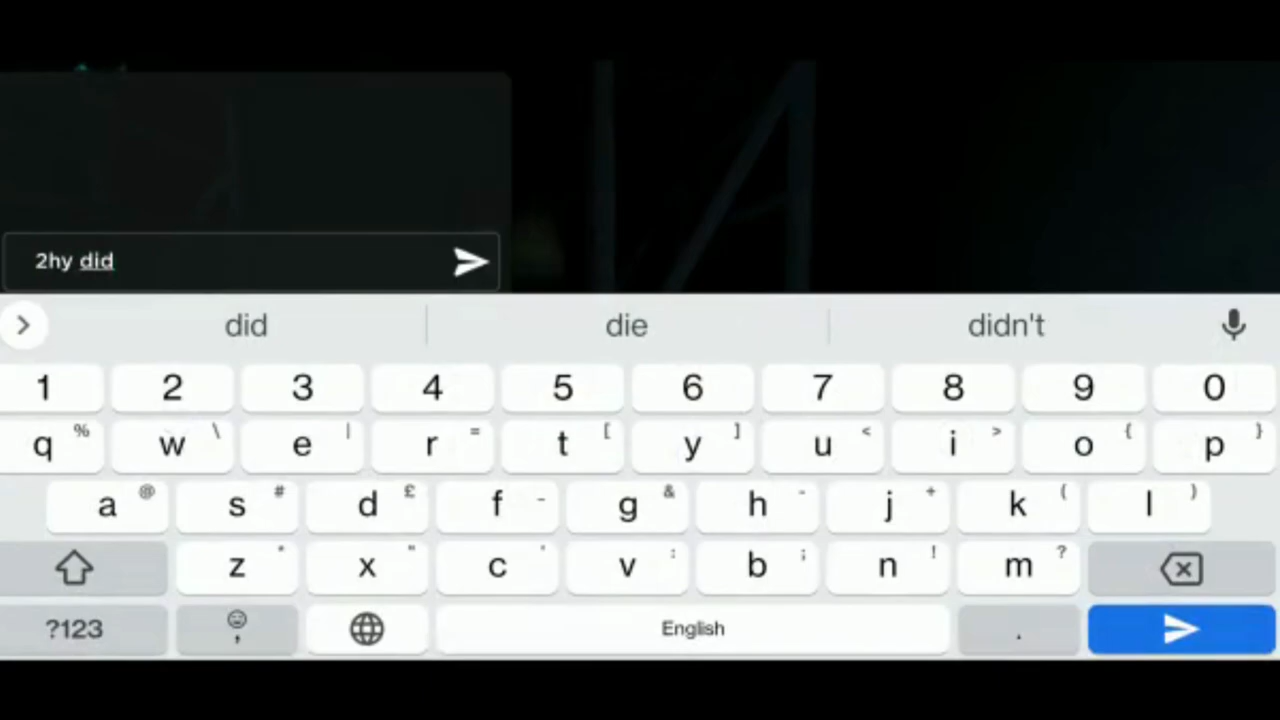 2hy did
did die didn't
1 2 3 4 5 6 7 8 9 0
q % w \ e | r = t [ y ] u < i > o { p }
a @ s # d £ f - g & h - j + k ( l )
z * x " c ' v : b ; n ! m ?
?123 , English .